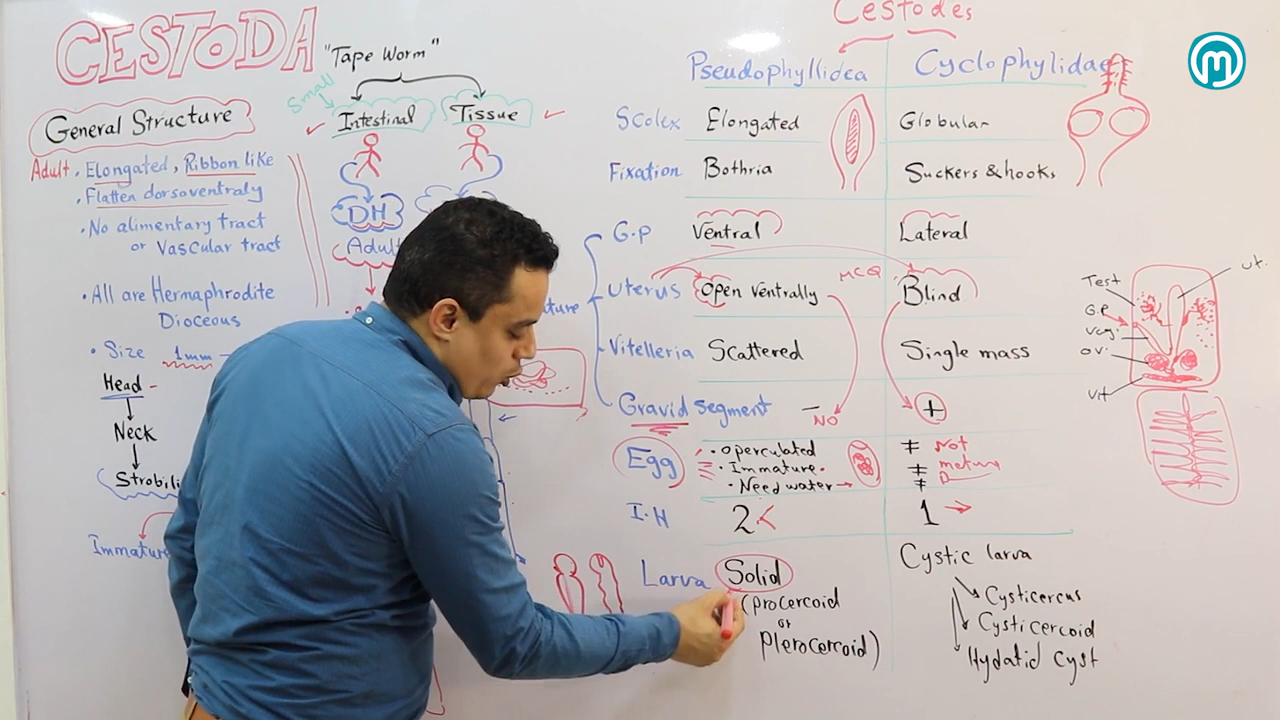 CESTODA
"Tape Worm"
Small
Intestinal
Tissue
General Structure
Adult . Elongated, Ribbon like
. Flatten dorsoventraly
. No alimentary tract
or Vascular tract
. All are Hermaphrodite
Dioceous
. Size 1mm -
Head -
Neck
Strobili
Immature
DH
Adult
Cestodes
Pseudophyllidea
Cyclophylidae
Scolex
Elongated
Globular
Fixation
Bothria
Suckers & hooks
G.p
Ventral
Lateral
Uterus
Open Ventrally
MCQ
Blind
Vitelleria
Scattered
Single mass
Gravid segment
-
NO
+
Egg
. operculated
. Immature.
. Need water
≠ Not
≠ mature
≠
I.H
2
1
Larva
Solid
(procercoid
or
Plerocercoid)
Cystic larva
Cysticercus
Cysticercoid
Hydatid Cyst
Test
G.P
Vag.
ov.
Vit
Ut.
m